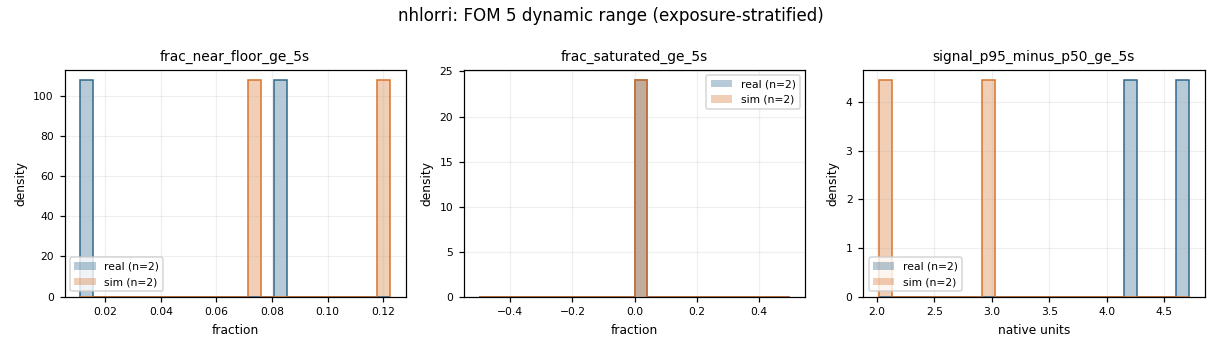 nhlorri: FOM 5 dynamic range (exposure-stratified)
frac_near_floor_ge_5s
density
0
20
40
60
80
100
0.02
0.04
0.06
0.08
0.10
0.12
fraction
real (n=2)
sim (n=2)
frac_saturated_ge_5s
density
0
5
10
15
20
25
−0.4
−0.2
0.0
0.2
0.4
fraction
real (n=2)
sim (n=2)
signal_p95_minus_p50_ge_5s
density
0
1
2
3
4
2.0
2.5
3.0
3.5
4.0
4.5
native units
real (n=2)
sim (n=2)